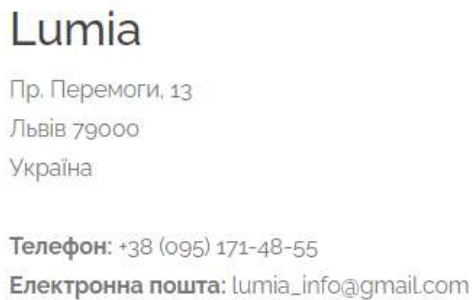 Lumia
Пр. Перемоги, 13
Львів 79000
Україна
Телефон: +38 (095) 171-48-55
Електронна пошта: lumia_info@gmail.com